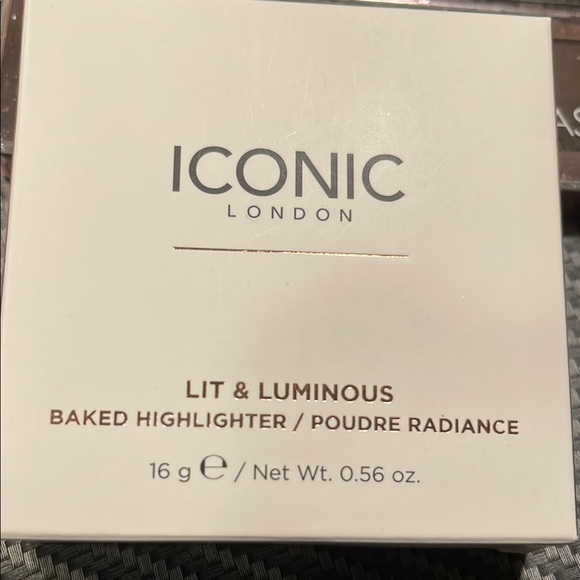 ICONIC
LONDON
LIT & LUMINOUS
BAKED HIGHLIGHTER / POUDRE RADIANCE
16 g ℮ / Net Wt. 0.56 oz.